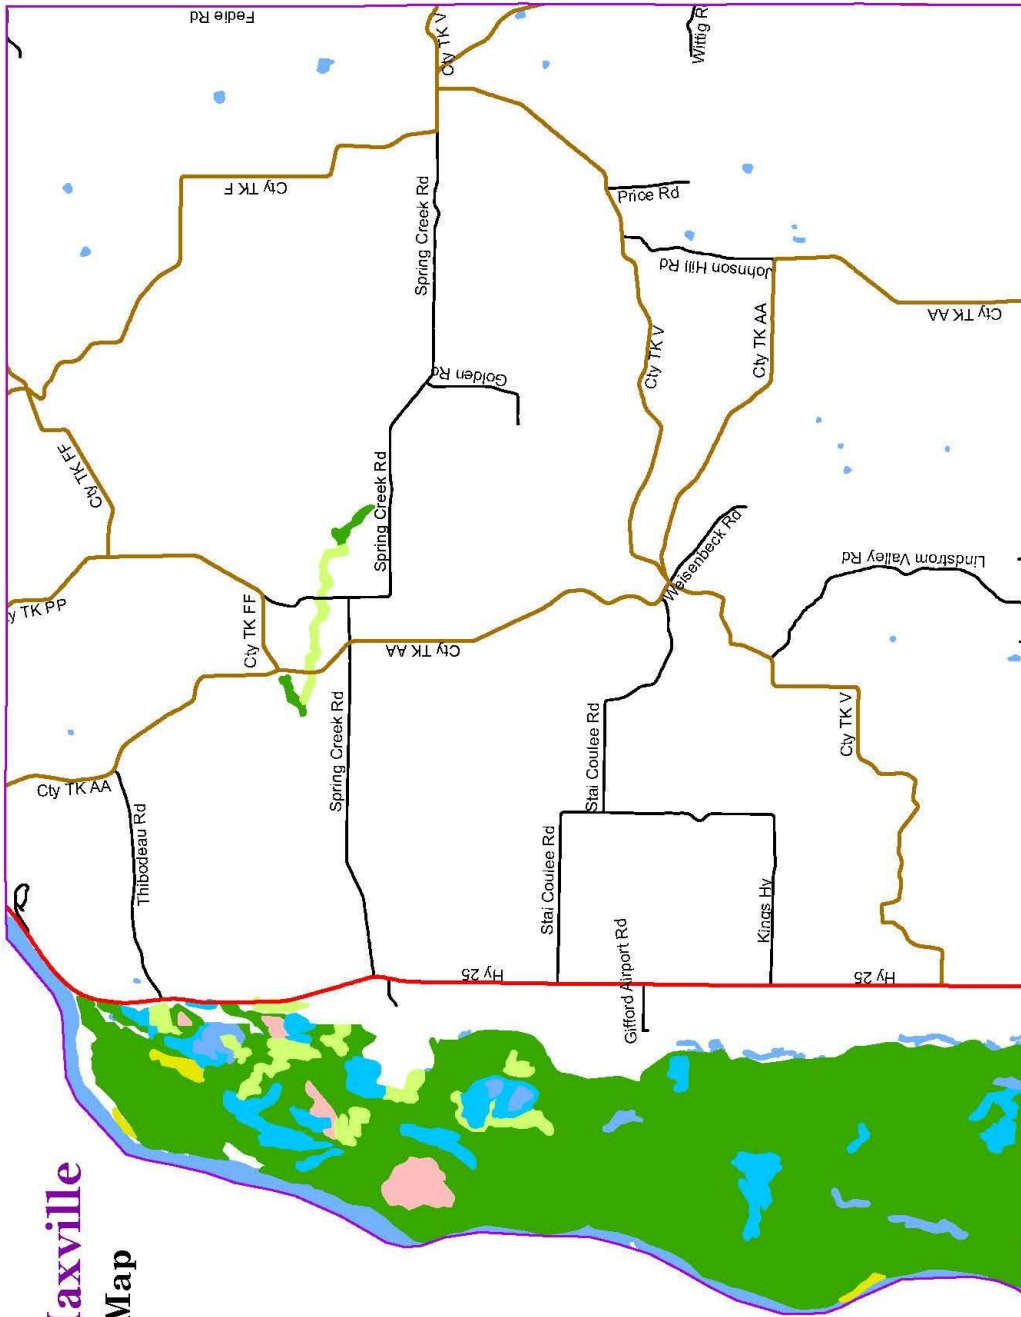 Fedie Rd
Cty TK V
Wittig R
Cty TK F
Spring Creek Rd
Price Rd
Johnson Hill Rd
Cty TK AA
Cty TK V
Cty TK AA
Golden Rd
Cty TK FF
Spring Creek Rd
Weisenbeck Rd
Lindstrom Valley Rd
y TK PP
Cty TK FF
Cty TK AA
Spring Creek Rd
Stai Coulee Rd
Cty TK V
Cty TK AA
Thibodeau Rd
Stai Coulee Rd
Kings Hy
Gifford Airport Rd
Hy 25
Hy 25
axville
Map